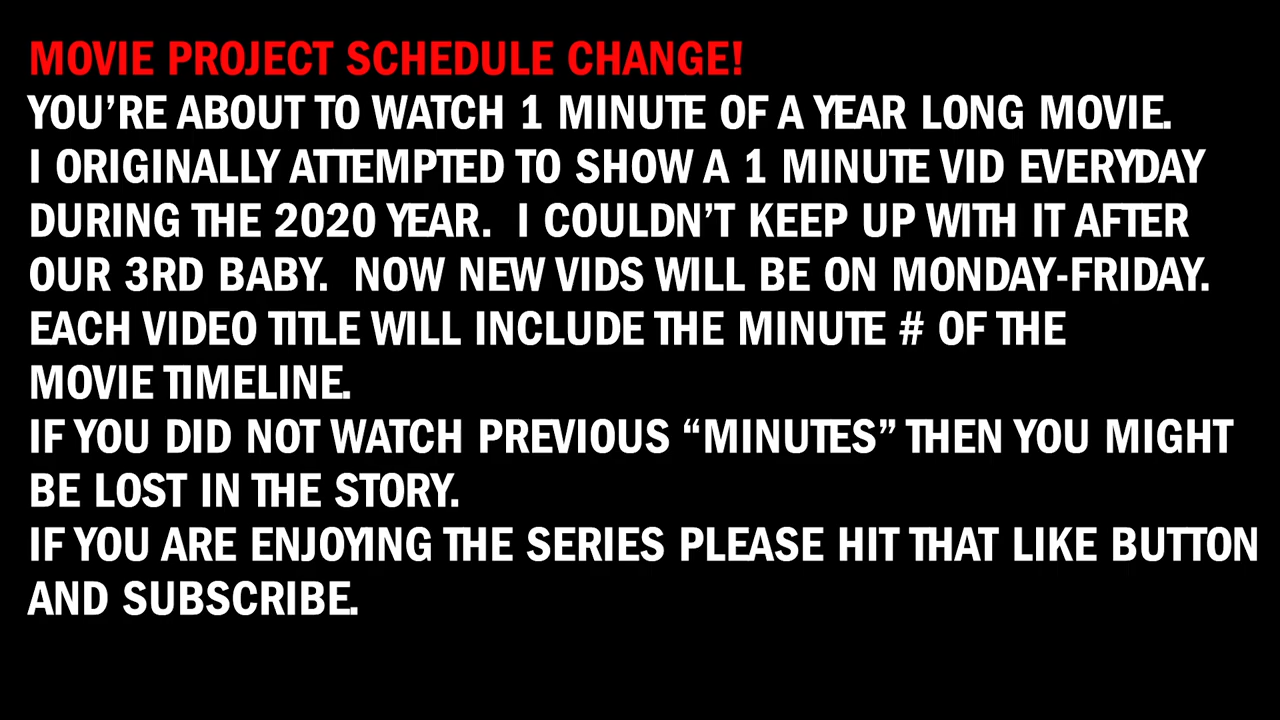 MOVIE PROJECT SCHEDULE CHANGE!
YOU'RE ABOUT TO WATCH 1 MINUTE OF A YEAR LONG MOVIE.
I ORIGINALLY ATTEMPTED TO SHOW A 1 MINUTE VID EVERYDAY
DURING THE 2020 YEAR.  I COULDN'T KEEP UP WITH IT AFTER
OUR 3RD BABY.  NOW NEW VIDS WILL BE ON MONDAY-FRIDAY.
EACH VIDEO TITLE WILL INCLUDE THE MINUTE # OF THE
MOVIE TIMELINE.
IF YOU DID NOT WATCH PREVIOUS “MINUTES” THEN YOU MIGHT
BE LOST IN THE STORY.
IF YOU ARE ENJOYING THE SERIES PLEASE HIT THAT LIKE BUTTON
AND SUBSCRIBE.